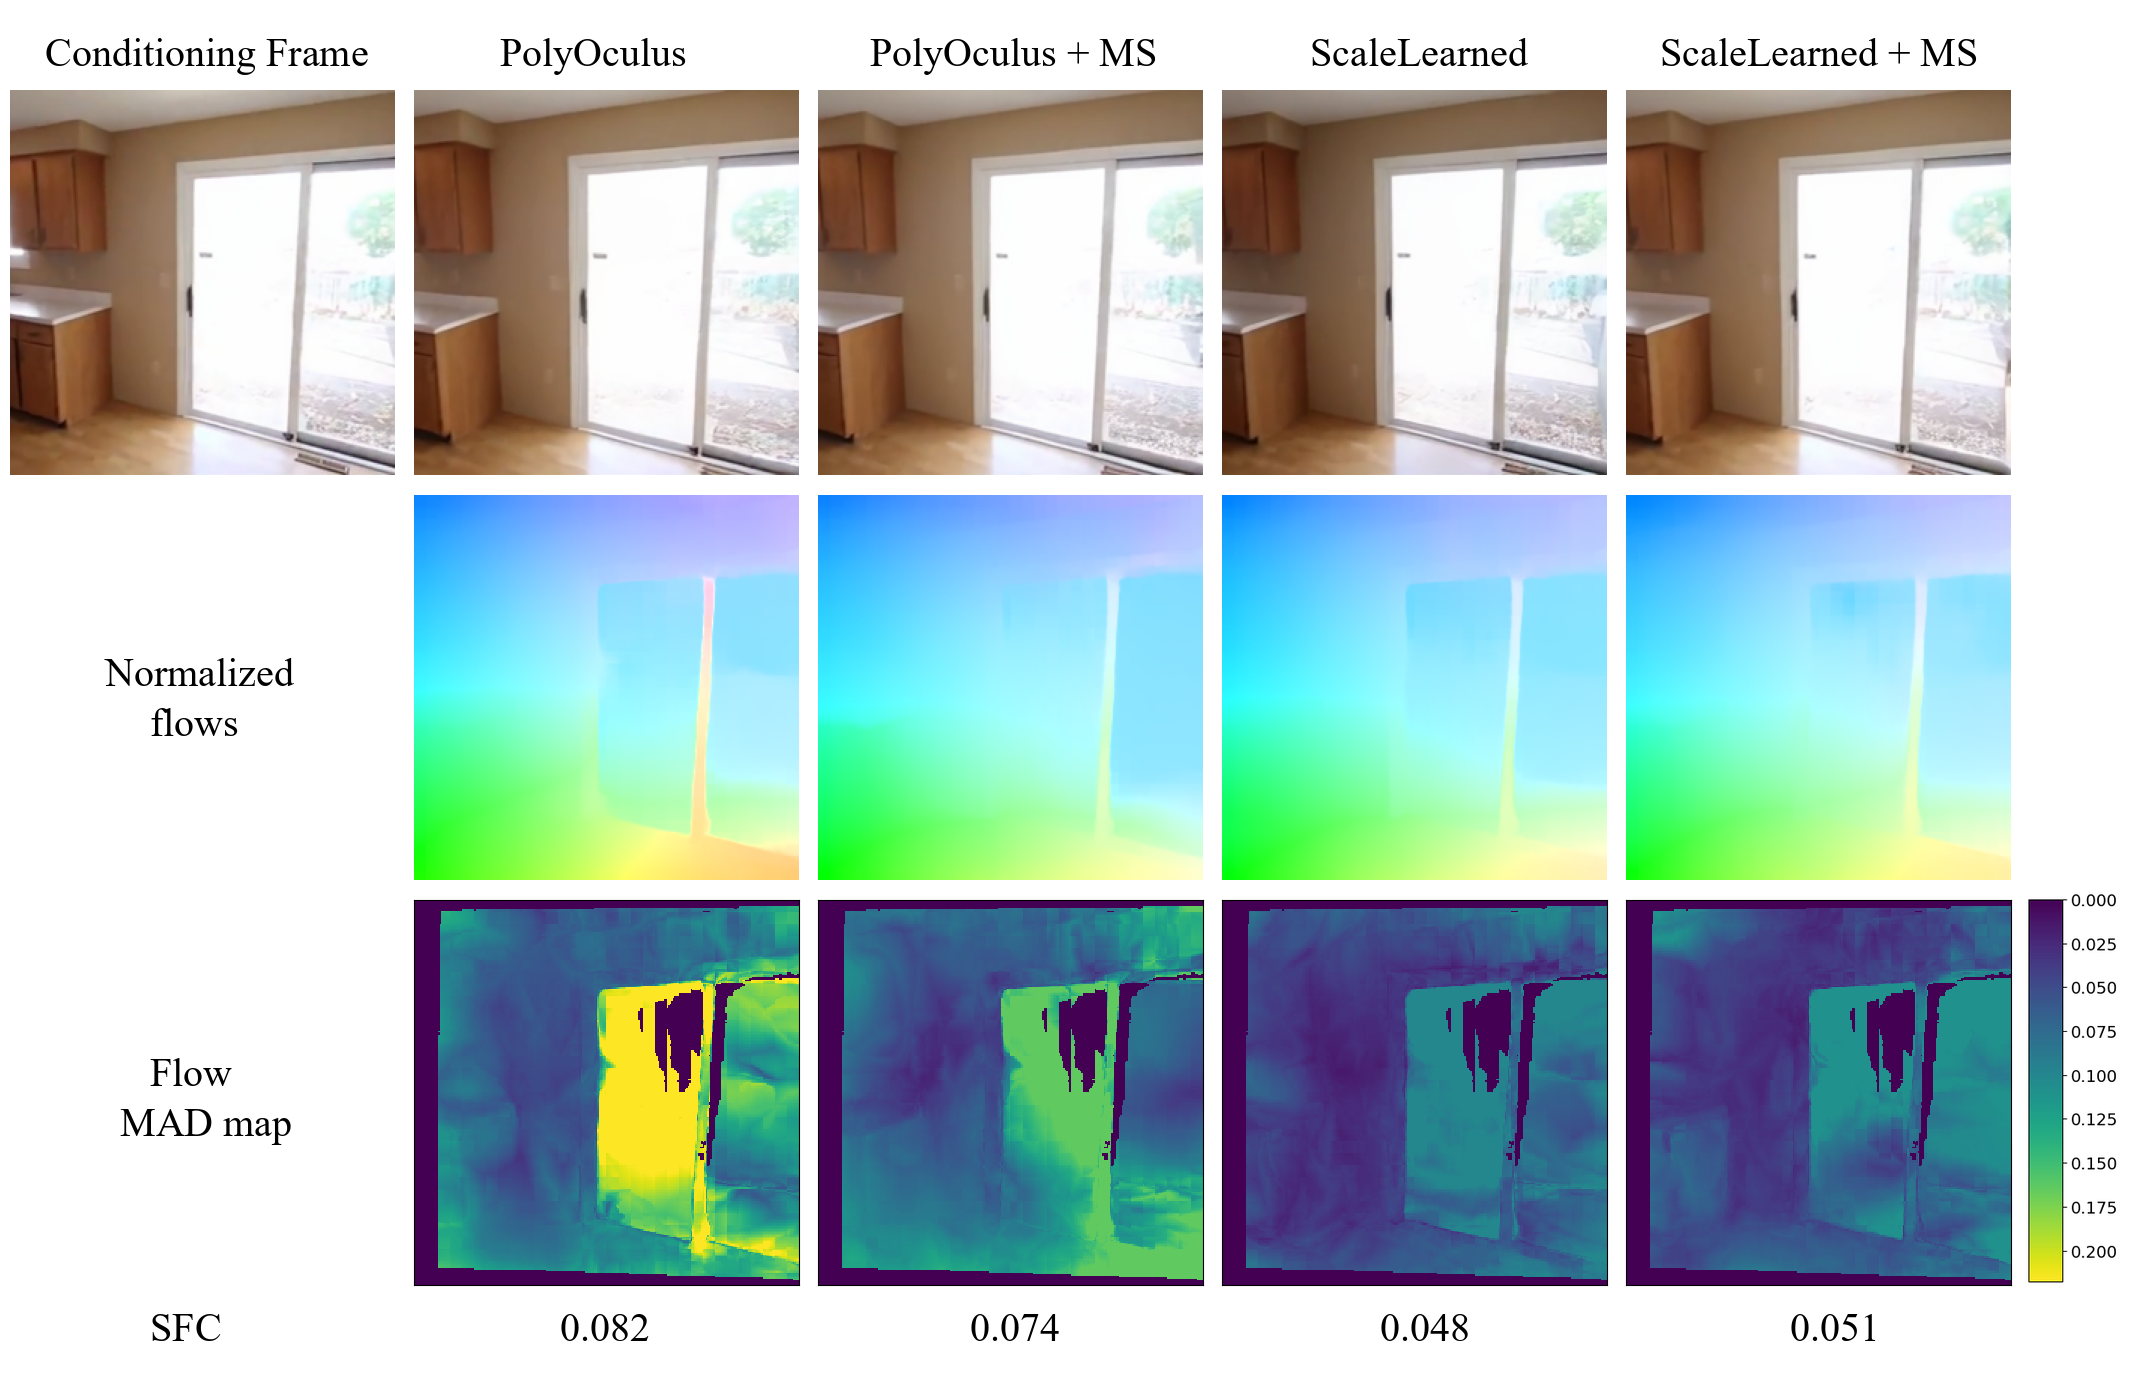 Conditioning Frame PolyOculus PolyOculus + MS ScaleLearned ScaleLearned + MS
Normalized
flows
Flow
MAD map
0.000
0.025
0.050
0.075
0.100
0.125
0.150
0.175
0.200
SFC 0.082 0.074 0.048 0.051